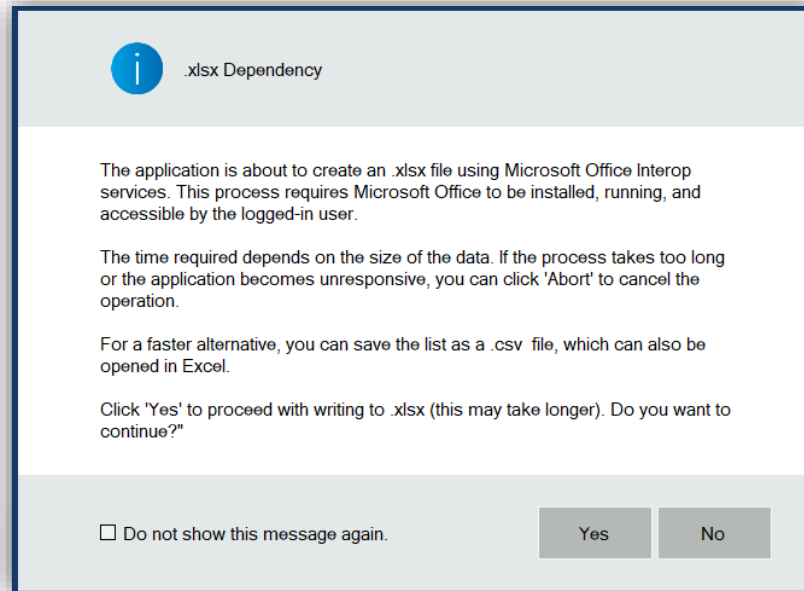 i
.xlsx Dependency
The application is about to create an .xlsx file using Microsoft Office Interop
services. This process requires Microsoft Office to be installed, running, and
accessible by the logged-in user.
The time required depends on the size of the data. If the process takes too long
or the application becomes unresponsive, you can click 'Abort' to cancel the
operation.
For a faster alternative, you can save the list as a .csv  file, which can also be
opened in Excel.
Click 'Yes' to proceed with writing to .xlsx (this may take longer). Do you want to
continue?"
Do not show this message again.
Yes
No